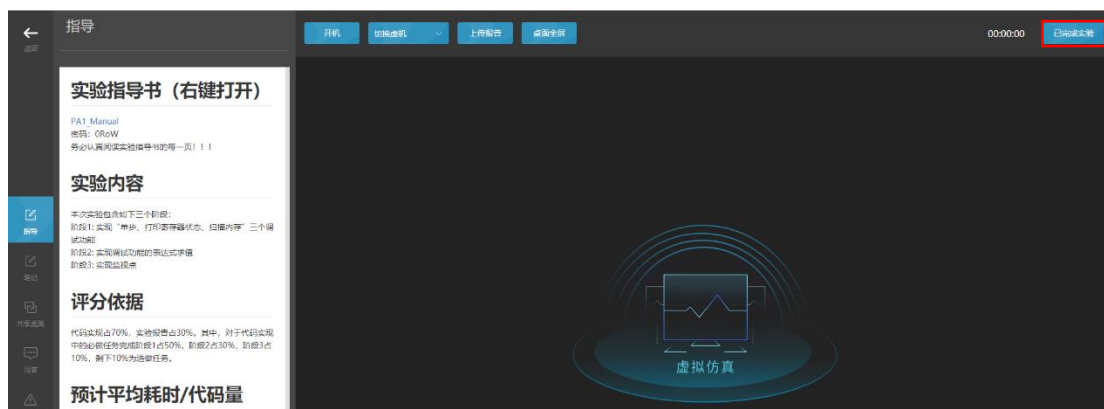 指导
开机
切换虚机
上传报告
桌面全屏
00:00:00
已完成实验
实验指导书（右键打开）
PA1_Manual
密码：0RoW
务必认真阅读实验指导书的每一页！！！
实验内容
本次实验包含如下三个阶段：
阶段1: 实现“单步、打印寄存器状态、扫描内存”三个调
试功能
阶段2: 实现调试功能的表达式求值
阶段3: 实现监视点
评分依据
代码实现占70%，实验报告占30%。其中，对于代码实现
中的必做任务完成阶段1占50%，阶段2占30%，阶段3占
10%，剩下10%为选做任务。
预计平均耗时/代码量
指导
笔记
共享桌面
问答
虚拟仿真